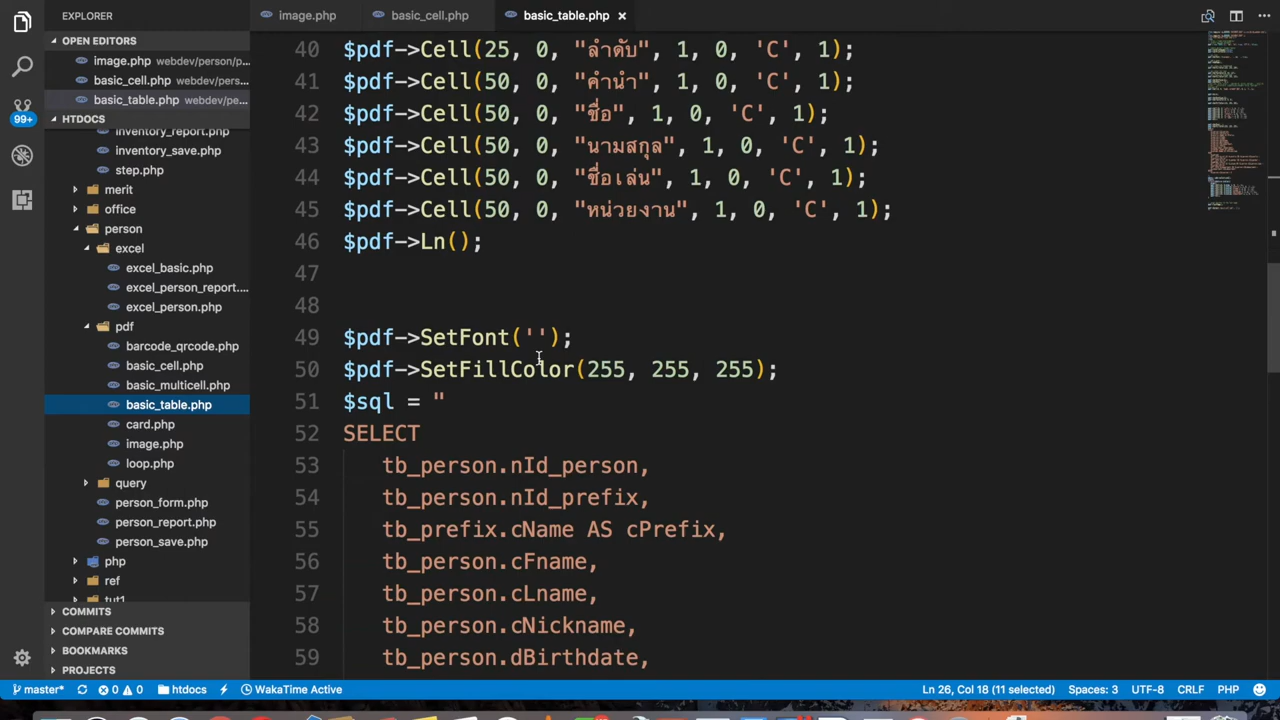 EXPLORER
image.php
basic_cell.php
basic_table.php
OPEN EDITORS
image.php webdev/person/p...
basic_cell.php webdev/pers...
basic_table.php webdev/pe...
99+
HTDOCS
inventory_report.php
inventory_save.php
step.php
merit
office
person
excel
excel_basic.php
excel_person_report....
excel_person.php
pdf
barcode_qrcode.php
basic_cell.php
basic_multicell.php
basic_table.php
card.php
image.php
loop.php
query
person_form.php
person_report.php
person_save.php
php
ref
tut1
COMMITS
COMPARE COMMITS
BOOKMARKS
PROJECTS
40 $pdf->Cell(25, 0, "ลำดับ", 1, 0, 'C', 1);
41 $pdf->Cell(50, 0, "คำนำ", 1, 0, 'C', 1);
42 $pdf->Cell(50, 0, "ชื่อ", 1, 0, 'C', 1);
43 $pdf->Cell(50, 0, "นามสกุล", 1, 0, 'C', 1);
44 $pdf->Cell(50, 0, "ชื่อเล่น", 1, 0, 'C', 1);
45 $pdf->Cell(50, 0, "หน่วยงาน", 1, 0, 'C', 1);
46 $pdf->Ln();
47
48
49 $pdf->SetFont('');
50 $pdf->SetFillColor(255, 255, 255);
51 $sql = "
52 SELECT
53 tb_person.nId_person,
54 tb_person.nId_prefix,
55 tb_prefix.cName AS cPrefix,
56 tb_person.cFname,
57 tb_person.cLname,
58 tb_person.cNickname,
59 tb_person.dBirthdate,
master* 0 0 htdocs WakaTime Active Ln 26, Col 18 (11 selected) Spaces: 3 UTF-8 CRLF PHP